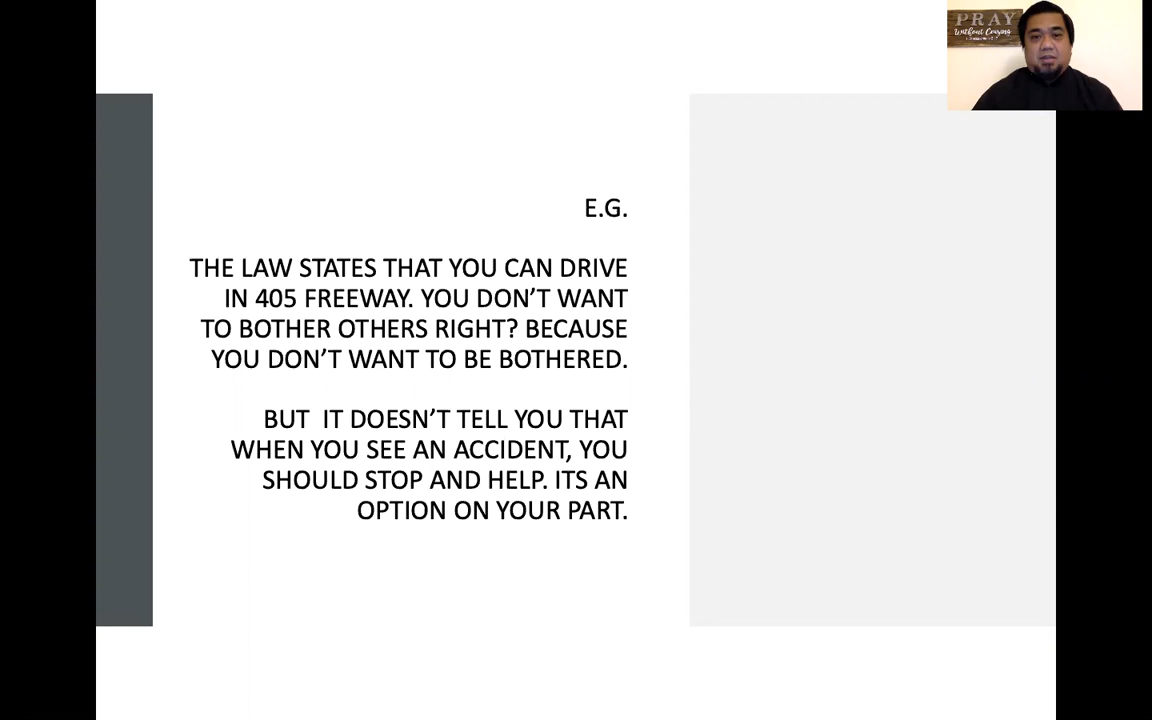 PRAY
Without Ceasing
E.G.
THE LAW STATES THAT YOU CAN DRIVE
IN 405 FREEWAY. YOU DON’T WANT
TO BOTHER OTHERS RIGHT? BECAUSE
YOU DON’T WANT TO BE BOTHERED.
BUT  IT DOESN’T TELL YOU THAT
WHEN YOU SEE AN ACCIDENT, YOU
SHOULD STOP AND HELP. ITS AN
OPTION ON YOUR PART.